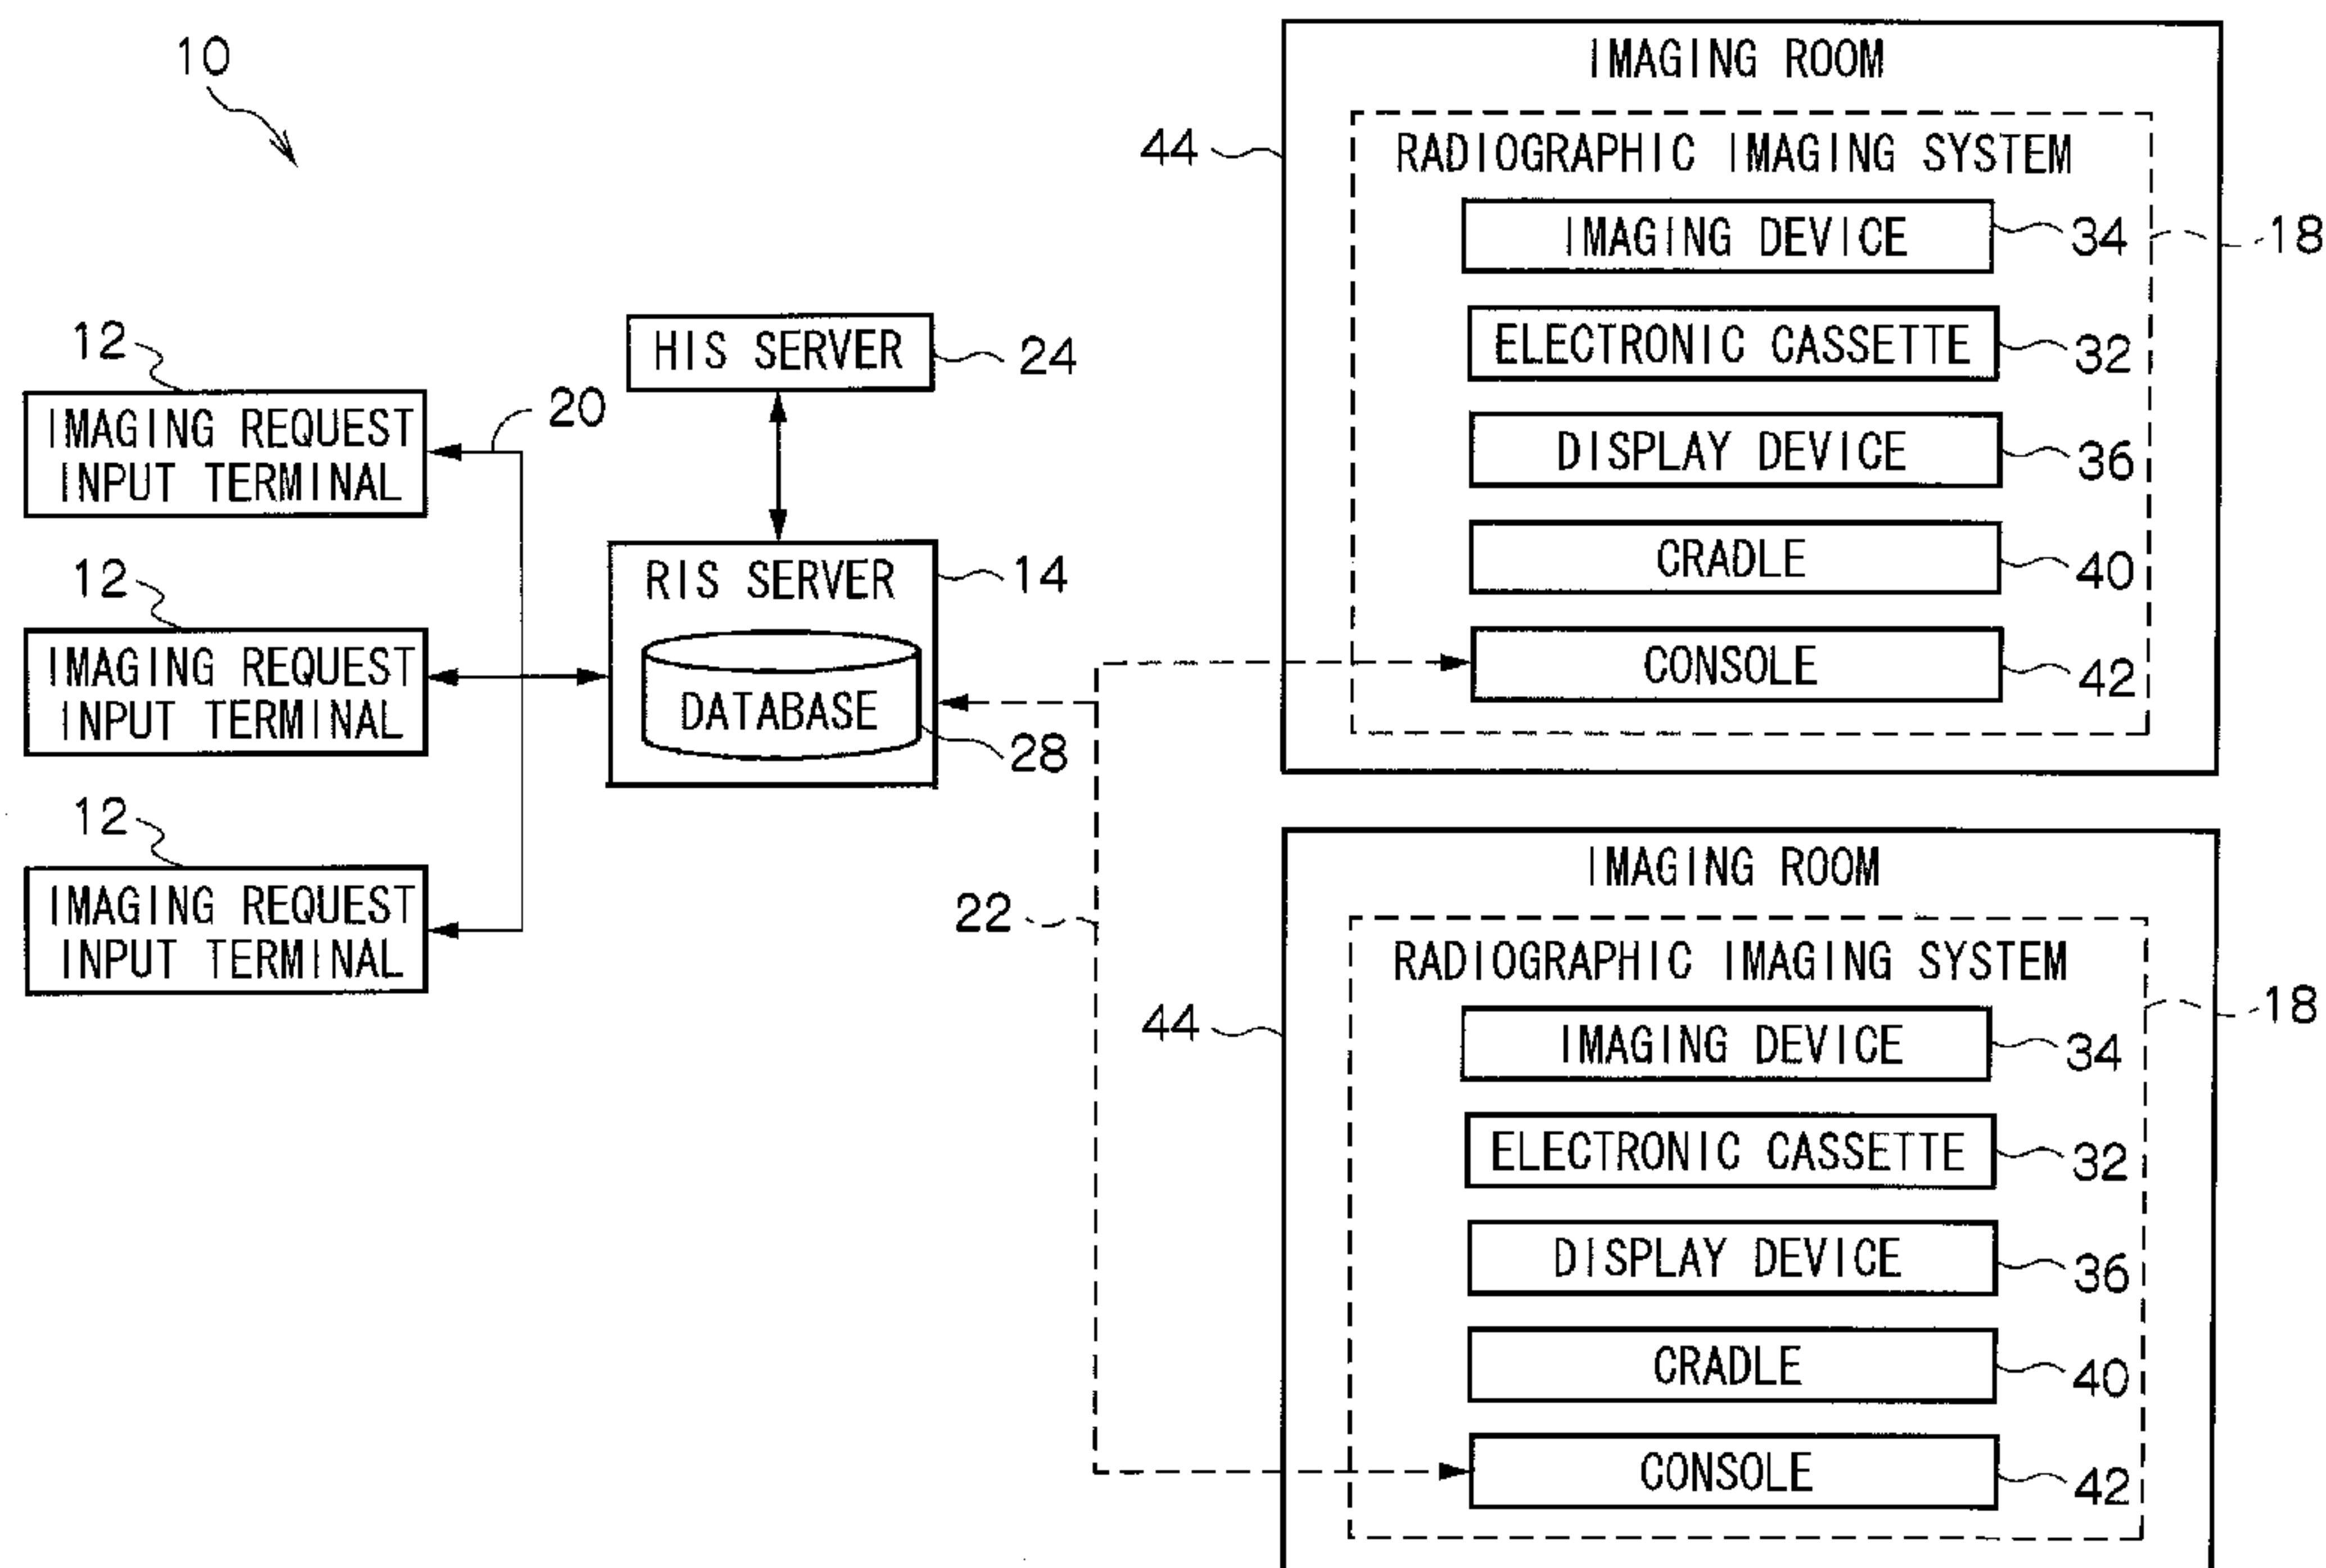 10
12
IMAGING REQUEST
INPUT TERMINAL
20
12
IMAGING REQUEST
INPUT TERMINAL
12
IMAGING REQUEST
INPUT TERMINAL
HIS SERVER
24
RIS SERVER
14
DATABASE
28
22
IMAGING ROOM
44
RADIOGRAPHIC IMAGING SYSTEM
18
IMAGING DEVICE
34
ELECTRONIC CASSETTE
32
DISPLAY DEVICE
36
CRADLE
40
CONSOLE
42
IMAGING ROOM
44
RADIOGRAPHIC IMAGING SYSTEM
18
IMAGING DEVICE
34
ELECTRONIC CASSETTE
32
DISPLAY DEVICE
36
CRADLE
40
CONSOLE
42